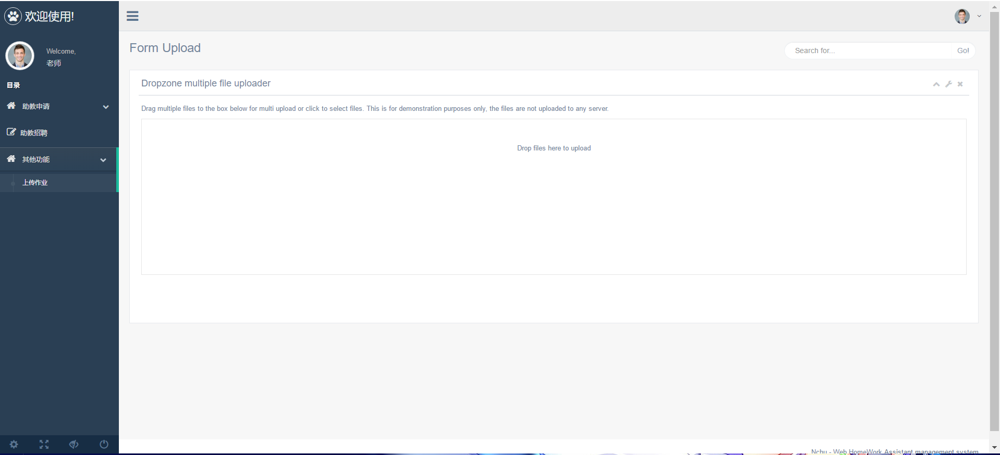 欢迎使用!
Welcome,
老师
目录
助教申请
助教招聘
其他功能
上传作业
Form Upload
Search for...
Go!
Dropzone multiple file uploader
Drag multiple files to the box below for multi upload or click to select files. This is for demonstration purposes only, the files are not uploaded to any server.
Drop files here to upload
Nchu - Web HomeWork Assistant management system